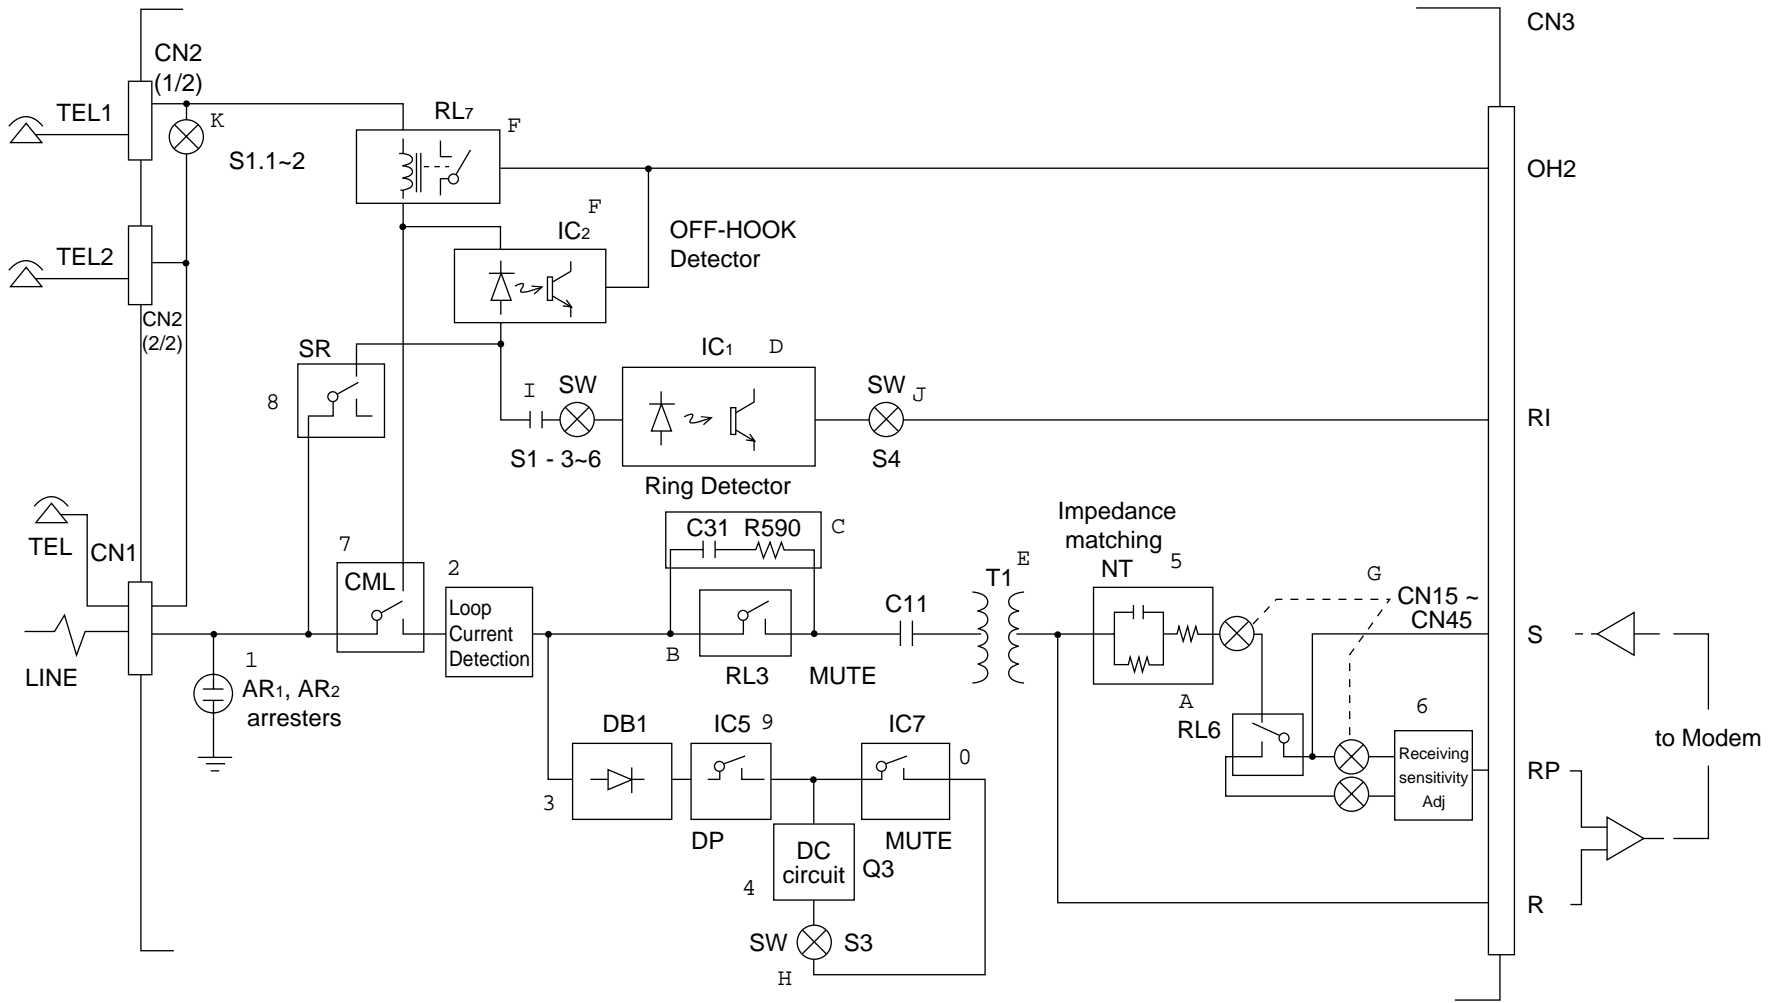 CN3
CN2
(1/2)
TEL1
K
S1.1~2
RL7
F
OH2
TEL2
CN2
(2/2)
F
IC2
OFF-HOOK
Detector
SR
8
IC1
D
I
SW
SW
J
RI
S1 - 3~6
S4
Ring Detector
TEL
CN1
LINE
7
CML
2
Loop
Current
Detection
C31 R590
C
B
RL3
MUTE
C11
T1
E
Impedance
matching
NT
5
G
CN15 ~
CN45
S
1
AR1, AR2
arresters
A
RL6
6
Receiving
sensitivity
Adj
RP
to Modem
DB1
3
IC5
9
DP
IC7
0
MUTE
DC
circuit
Q3
4
SW
S3
H
R